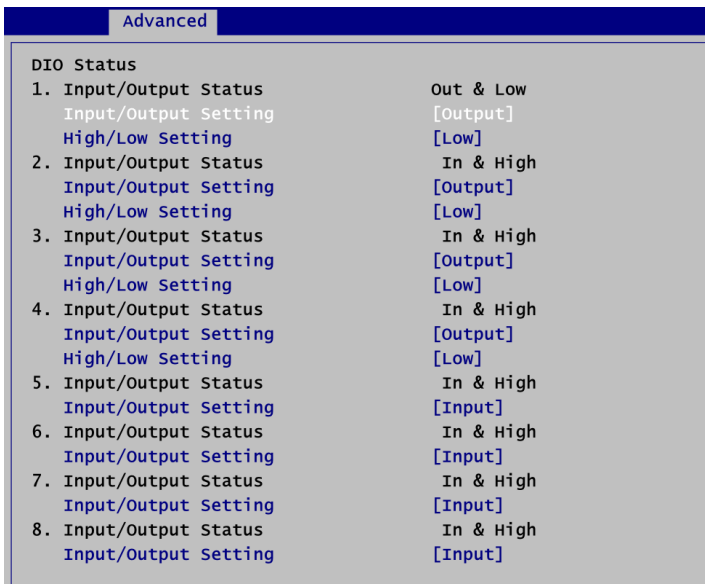 Advanced
DIO Status
1. Input/Output Status Out & Low
Input/Output Setting [Output]
High/Low Setting [Low]
2. Input/Output Status In & High
Input/Output Setting [Output]
High/Low Setting [Low]
3. Input/Output Status In & High
Input/Output Setting [Output]
High/Low Setting [Low]
4. Input/Output Status In & High
Input/Output Setting [Output]
High/Low Setting [Low]
5. Input/Output Status In & High
Input/Output Setting [Input]
6. Input/Output Status In & High
Input/Output Setting [Input]
7. Input/Output Status In & High
Input/Output Setting [Input]
8. Input/Output Status In & High
Input/Output Setting [Input]